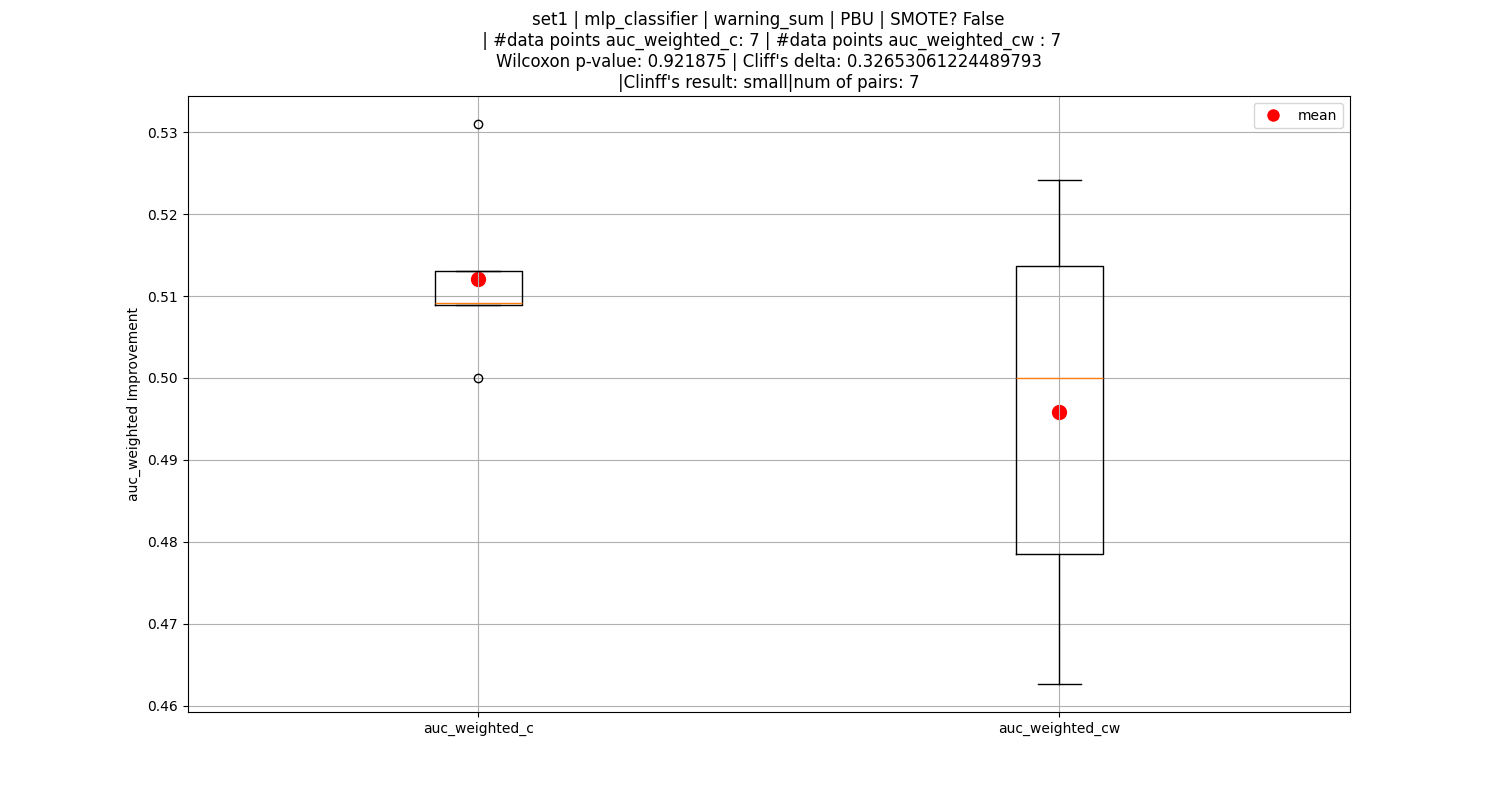 set1 | mlp_classifier | warning_sum | PBU | SMOTE? False
| #data points auc_weighted_c: 7 | #data points auc_weighted_cw : 7
Wilcoxon p-value: 0.921875 | Cliff's delta: 0.32653061224489793
|Clinff's result: small|num of pairs: 7
mean
0.53
0.52
0.51
0.50
0.49
0.48
0.47
0.46
auc_weighted Improvement
auc_weighted_c
auc_weighted_cw